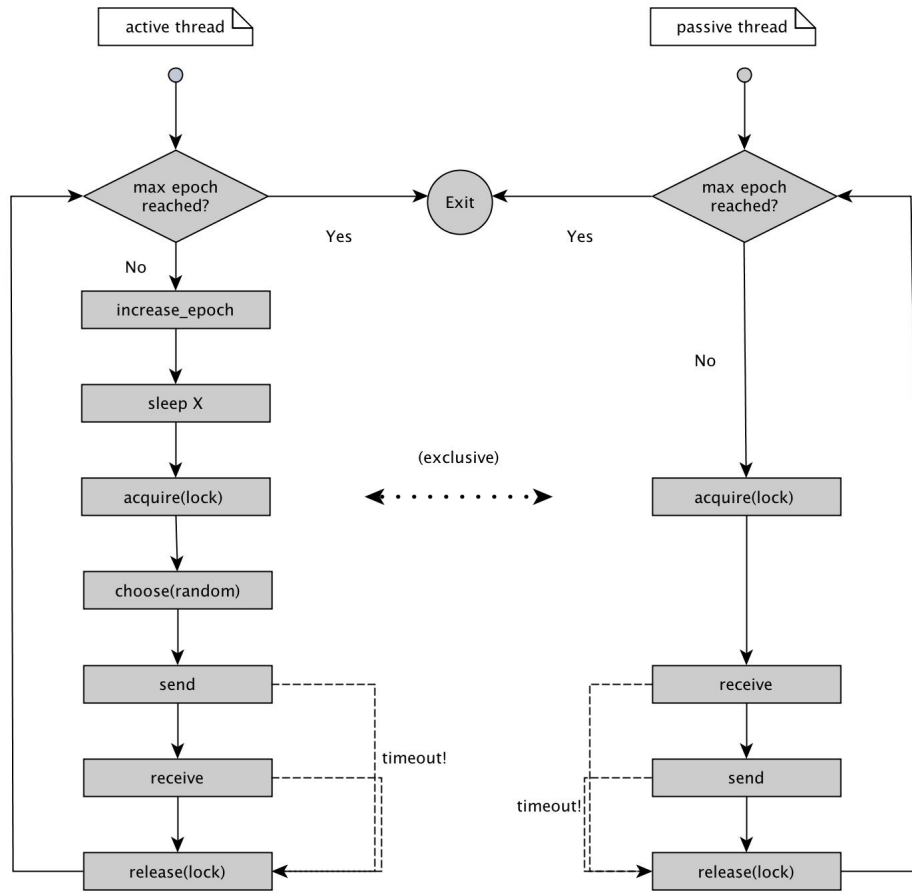 active thread
passive thread
max epoch
reached?
Exit
max epoch
reached?
Yes
Yes
No
increase_epoch
No
sleep X
(exclusive)
acquire(lock)
acquire(lock)
choose(random)
send
receive
timeout!
receive
send
timeout!
release(lock)
release(lock)